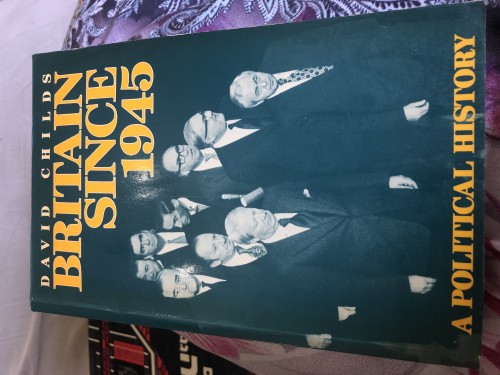 DAVID CHILDS
BRITAIN
SINCE
1945
A POLITICAL HISTORY